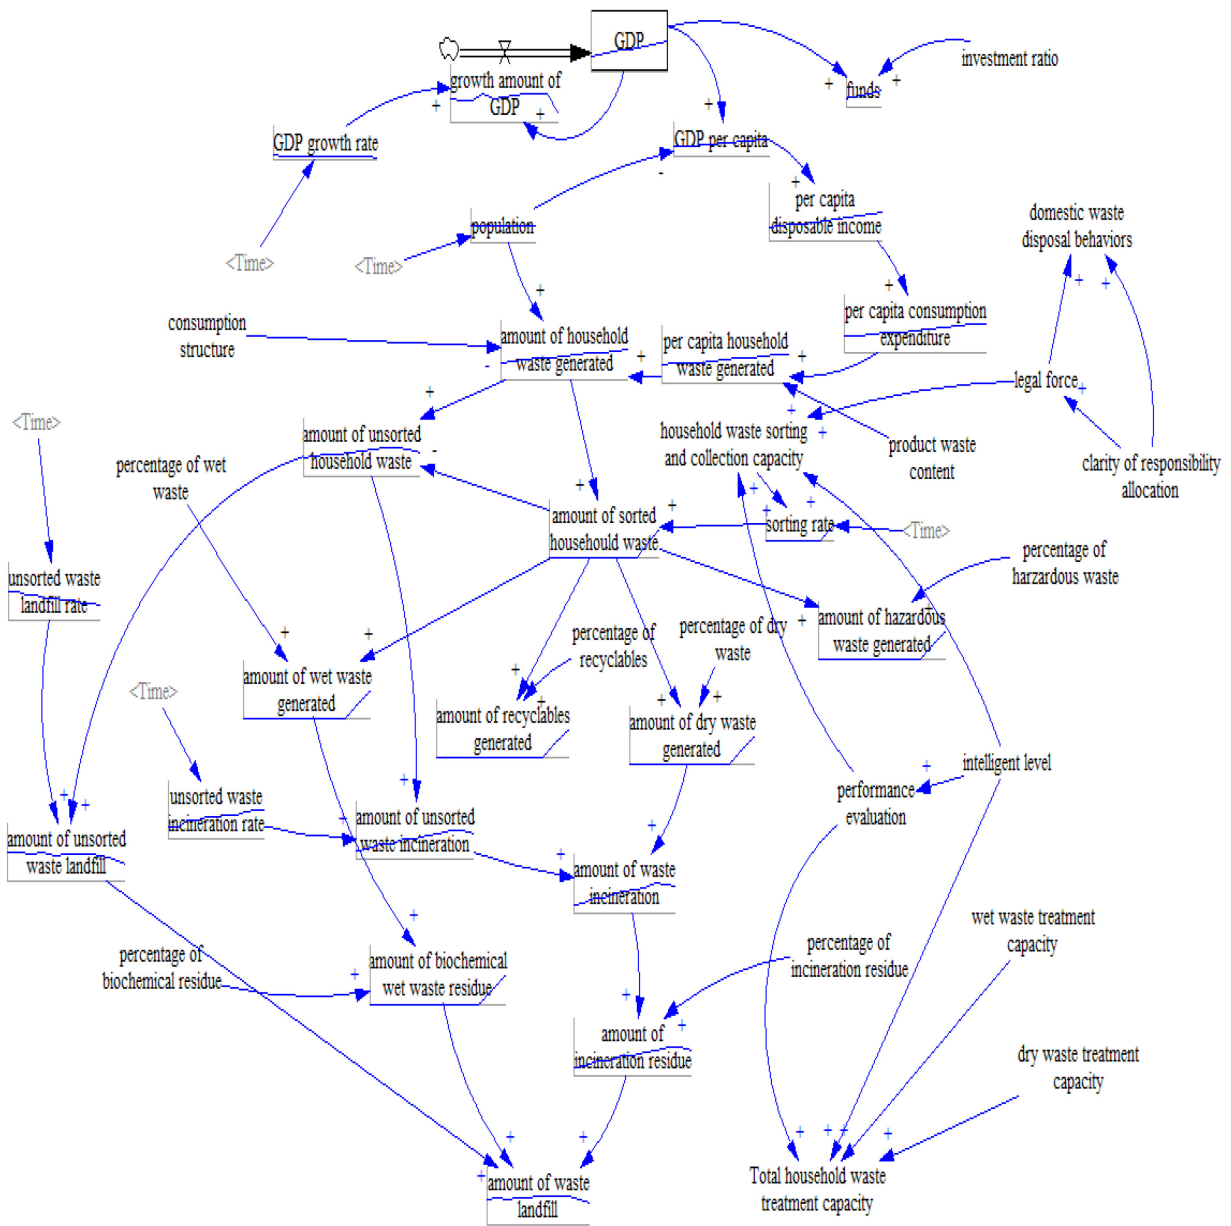 GDP
investment ratio
growth amount of
GDP
funds
GDP growth rate
GDP per capita
per capita
disposable income
population
<Time>
<Time>
domestic waste
disposal behaviors
consumption
structure
amount of household
waste generated
per capita household
waste generated
per capita consumption
expenditure
legal force
<Time>
percentage of wet
waste
amount of unsorted
household waste
household waste sorting
and collection capacity
product waste
content
clarity of responsibility
allocation
amount of sorted
househould waste
sorting rate
<Time>
unsorted waste
landfill rate
percentage of
harzardous waste
amount of hazardous
waste generated
percentage of
recyclables
percentage of dry
waste
amount of wet waste
generated
<Time>
amount of recyclables
generated
amount of dry waste
generated
intelligent level
performance
evaluation
unsorted waste
incineration rate
amount of unsorted
waste incineration
amount of unsorted
waste landfill
amount of waste
incineration
wet waste treatment
capacity
percentage of
biochemical residue
amount of biochemical
wet waste residue
percentage of
incineration residue
amount of
incineration residue
dry waste treatment
capacity
amount of waste
landfill
Total household waste
treatment capacity